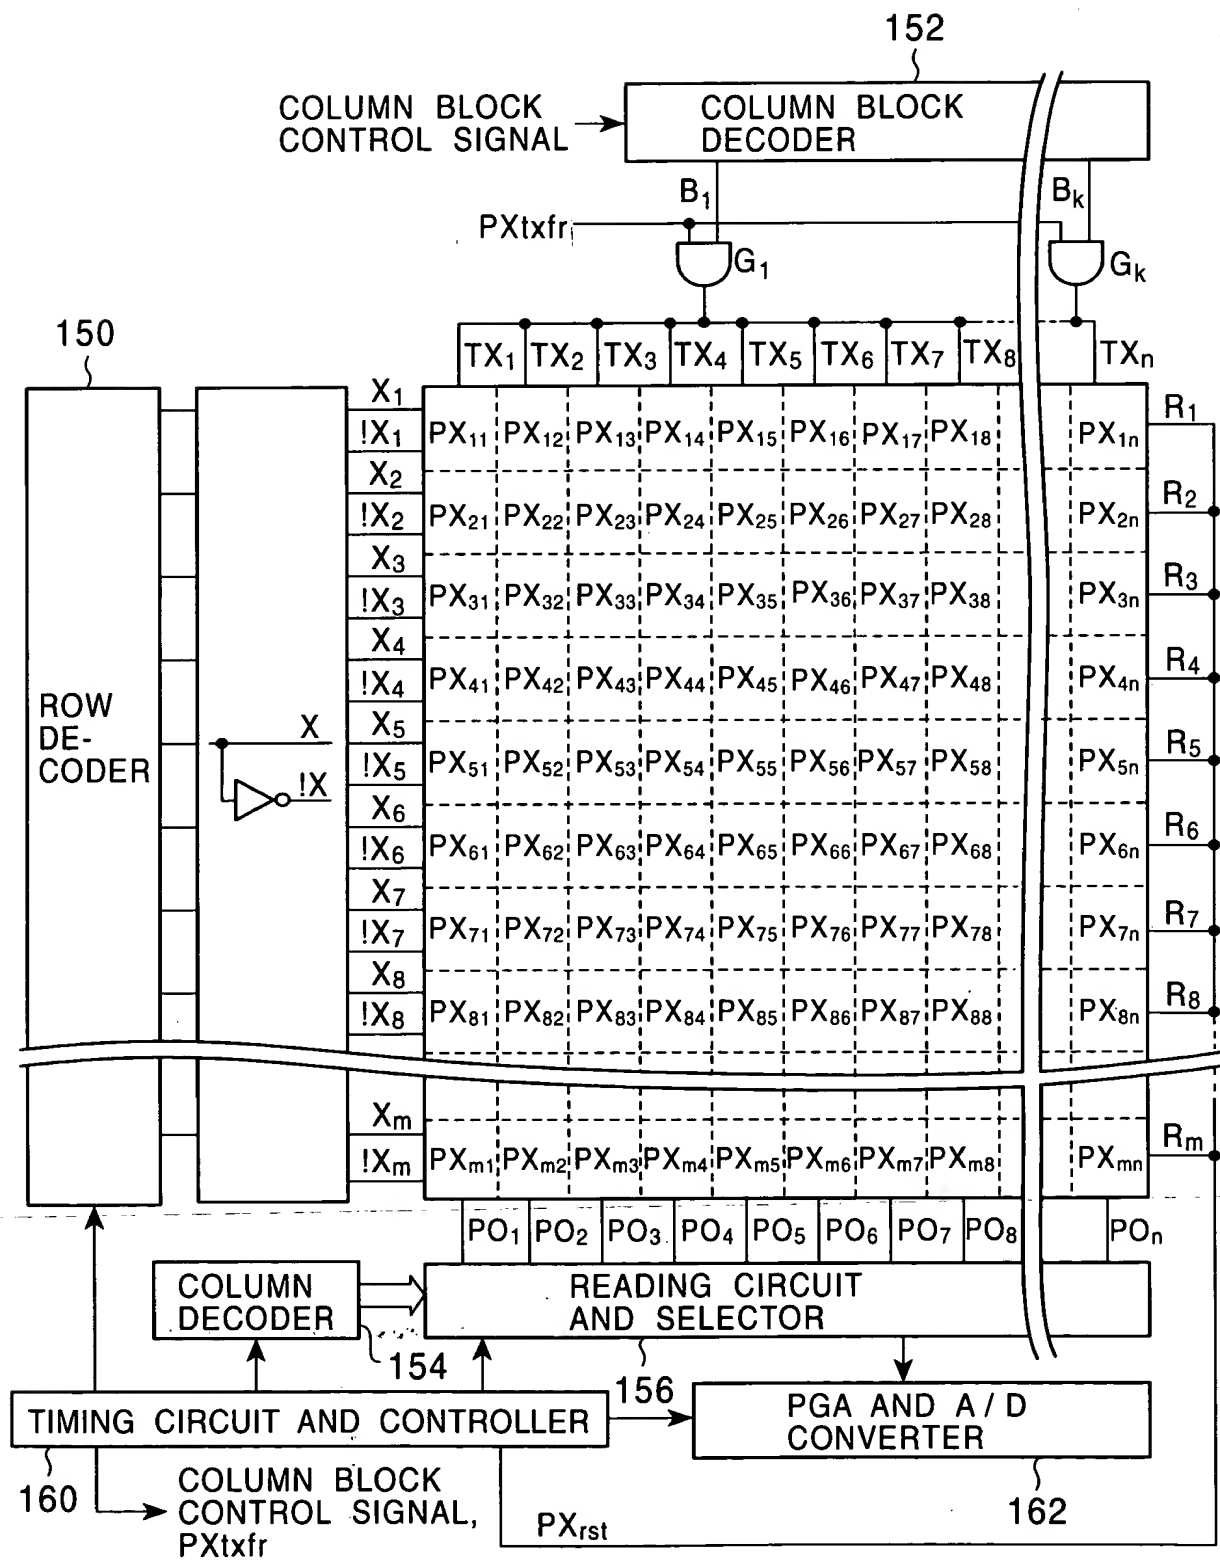 152
COLUMN BLOCK
CONTROL SIGNAL
COLUMN BLOCK
DECODER
B1 Bk
PXtxfr
G1 Gk
150
TX1 TX2 TX3 TX4 TX5 TX6 TX7 TX8 TXn
ROW
DE-
CODER
X !X
X1 R1
!X1 PX11 PX12 PX13 PX14 PX15 PX16 PX17 PX18 PX1n
X2 R2
!X2 PX21 PX22 PX23 PX24 PX25 PX26 PX27 PX28 PX2n
X3 R3
!X3 PX31 PX32 PX33 PX34 PX35 PX36 PX37 PX38 PX3n
X4 R4
!X4 PX41 PX42 PX43 PX44 PX45 PX46 PX47 PX48 PX4n
X5 R5
!X5 PX51 PX52 PX53 PX54 PX55 PX56 PX57 PX58 PX5n
X6 R6
!X6 PX61 PX62 PX63 PX64 PX65 PX66 PX67 PX68 PX6n
X7 R7
!X7 PX71 PX72 PX73 PX74 PX75 PX76 PX77 PX78 PX7n
X8 R8
!X8 PX81 PX82 PX83 PX84 PX85 PX86 PX87 PX88 PX8n
Xm Rm
!Xm PXm1 PXm2 PXm3 PXm4 PXm5 PXm6 PXm7 PXm8 PXmn
PO1 PO2 PO3 PO4 PO5 PO6 PO7 PO8 POn
COLUMN
DECODER
154
READING CIRCUIT
AND SELECTOR
156
TIMING CIRCUIT AND CONTROLLER
160
PGA AND A/D
CONVERTER
162
COLUMN BLOCK
CONTROL SIGNAL,
PXtxfr
PXrst